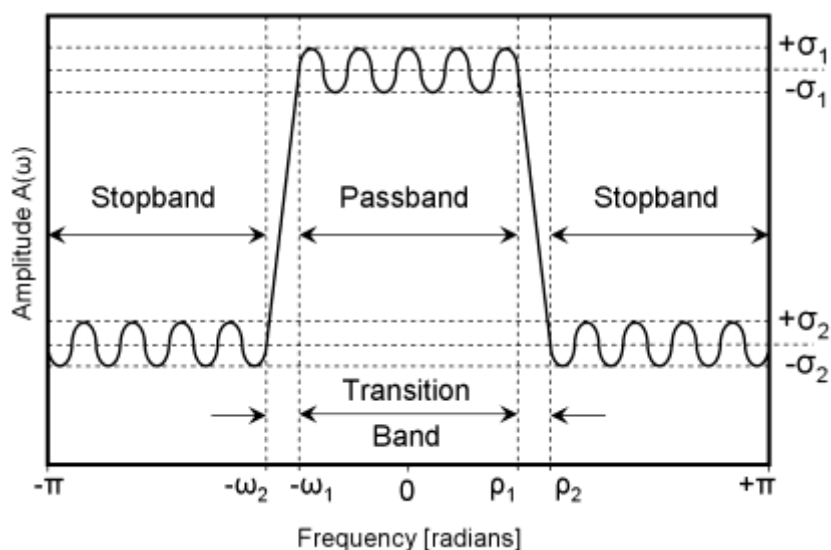 +σ₁
-σ₁
Amplitude A(ω)
Stopband Passband Stopband
+σ₂
-σ₂
Transition
Band
-π -ω₂ -ω₁ 0 ρ₁ ρ₂ +π
Frequency [radians]